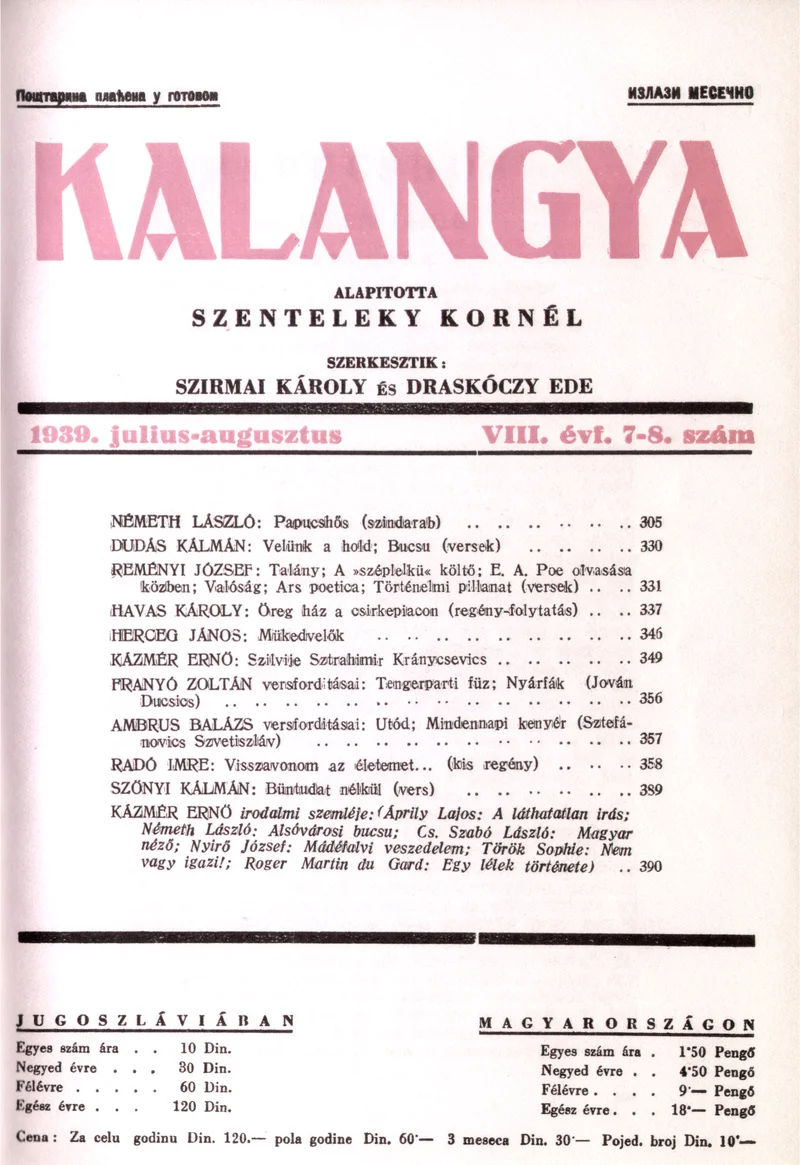 Поштарина плаћена у готовом
ИЗЛАЗИ МЕСЕЧНО
KALANGYA
ALAPITOTTA
SZENTELEKY KORNÉL
SZERKESZTIK:
SZIRMAI KÁROLY és DRASKÓCZY EDE
1939. julius-augusztus VIII. évf. 7-8. szám
NÉMETH LÁSZLÓ: Papucshős (szindarab) .. .. .. .. .. .. 305
DUDÁS KÁLMÁN: Velünk a hold; Bucsu (versek) .. .. .. .. 330
REMÉNYI JÓZSEF: Talány; A »széplelkü« költő; E. A. Poe olvasása
közben; Valóság; Ars poetica; Történelmi pillanat (versek) .. .. 331
HAVAS KÁROLY: Öreg ház a csirkepiacon (regény-folytatás) .. .. 337
HERCEG JÁNOS: Mükedvelők .. .. .. .. .. .. .. .. .. 346
KÁZMÉR ERNŐ: Szilvije Sztrahimir Kránycsevics .. .. .. .. .. 349
FRANYÓ ZOLTÁN versforditásai: Tengerparti füz; Nyárfák (Jován
Ducsics) .. .. .. .. .. .. .. .. .. .. .. .. .. .. 356
AMBRUS BALÁZS versforditásai: Utód; Mindennapi kenyér (Sztefá-
novics Szvetiszláv) .. .. .. .. .. .. .. .. .. .. .. 357
RADÓ IMRE: Visszavonom az életemet... (kis regény) .. .. .. 358
SZŐNYI KÁLMÁN: Büntudat nélkül (vers) .. .. .. .. .. .. 389
KÁZMÉR ERNŐ irodalmi szemléje: (Áprily Lajos: A láthatatlan irás;
Németh László: Alsóvárosi bucsu; Cs. Szabó László: Magyar
néző; Nyirő József: Mádéfalvi veszedelem; Török Sophie: Nem
vagy igazi!; Roger Martin du Gard: Egy lélek története) .. 390
JUGOSZLÁVIÁBAN
Egyes szám ára . . 10 Din.
Negyed évre . . . 30 Din.
Félévre . . . . . 60 Din.
Egész évre . . . 120 Din.
MAGYARORSZÁGON
Egyes szám ára . 1·50 Pengő
Negyed évre . . 4·50 Pengő
Félévre . . . . 9·— Pengő
Egész évre. . . 18·— Pengő
Cena: Za celu godinu Din. 120.— pola godine Din. 60·— 3 meseca Din. 30·— Pojed. broj Din. 10·—